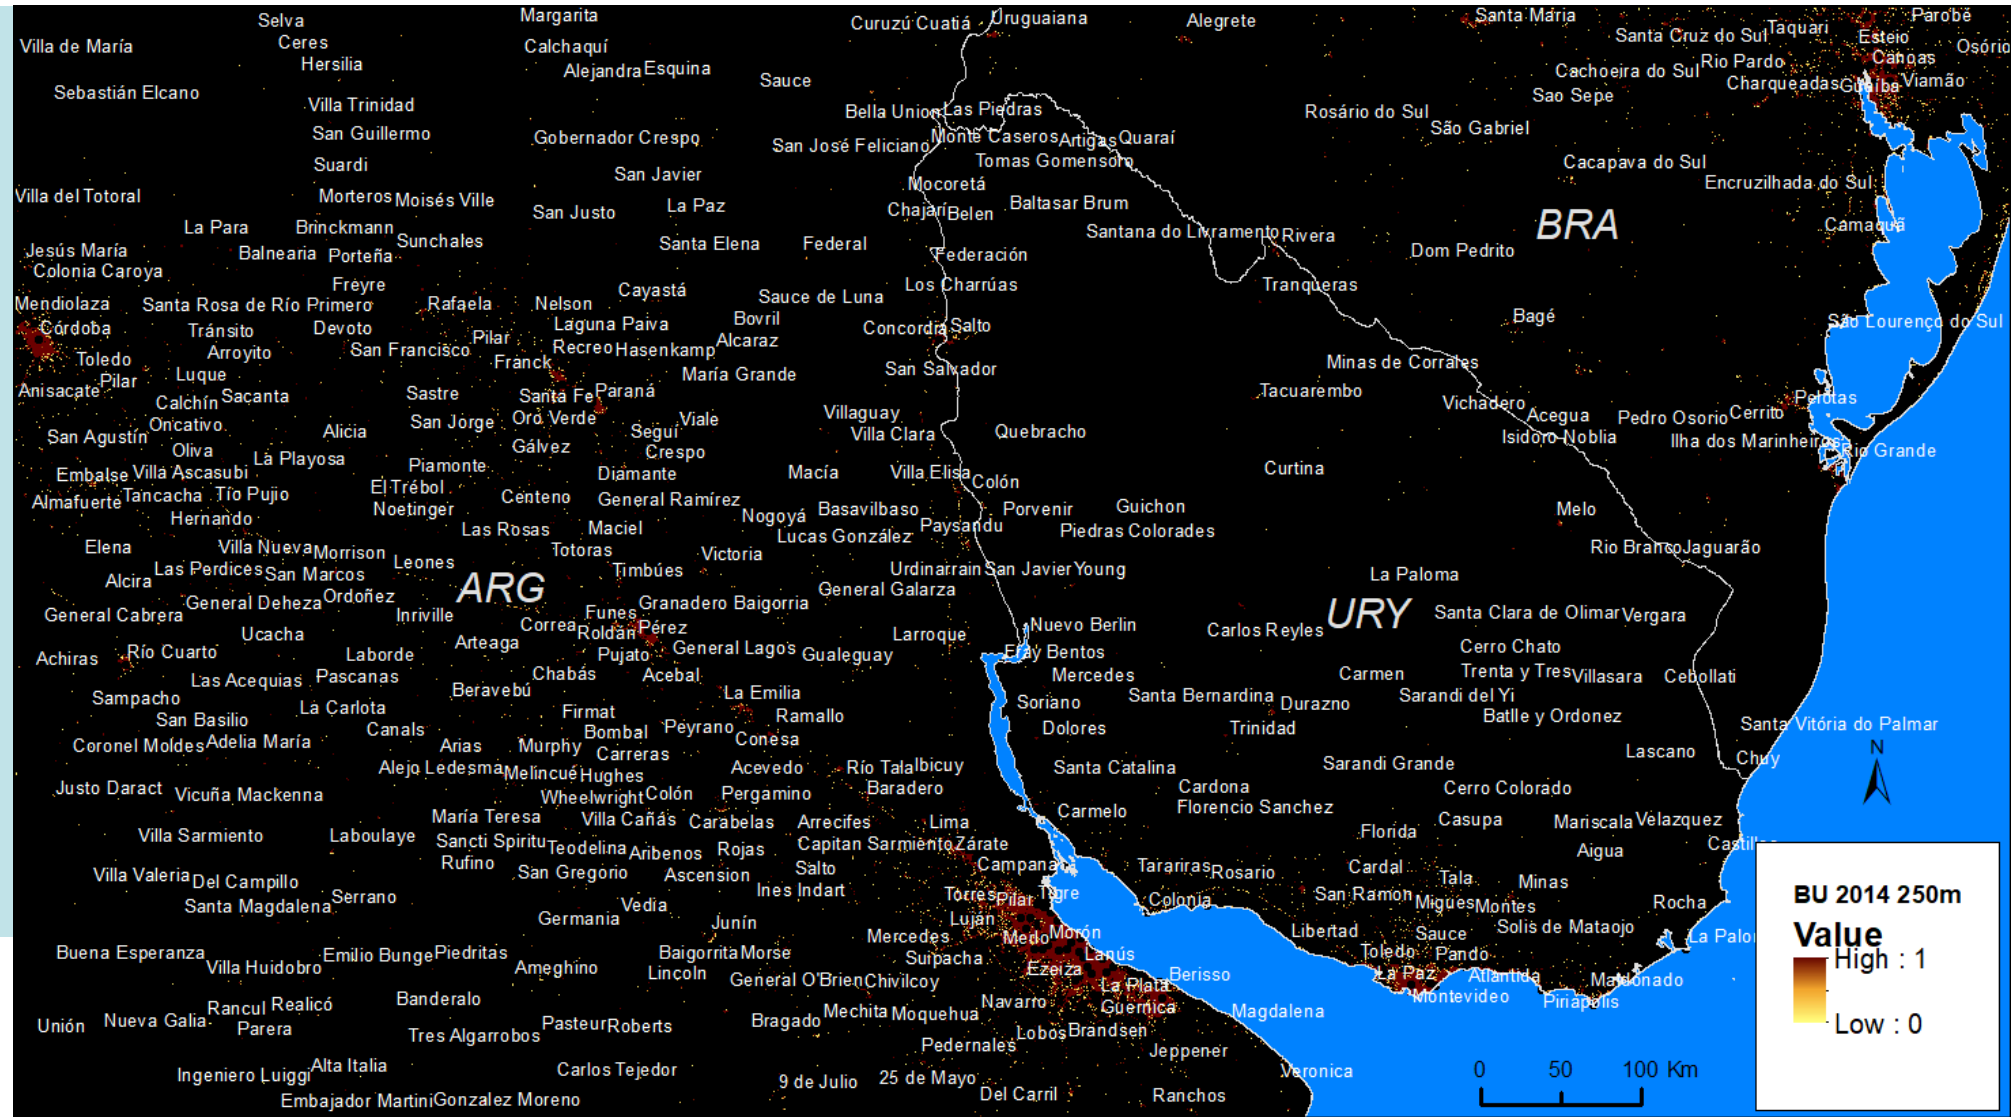 Selva
Margarita
Curuzú Cuatiá
Uruguaiana
Alegrete
Santa Maria
Parobé
Taquari
Santa Cruz do Sul
Esteio
Osório
Villa de María
Ceres
Calchaquí
Hersilia
Alejandra
Esquina
Sauce
Cachoeira do Sul
Rio Pardo
Canoas
Charqueadas
Guaíba
Viamão
Sebastián Elcano
Villa Trinidad
Bella Union
Las Piedras
Rosário do Sul
Sao Sepe
São Gabriel
San Guillermo
Gobernador Crespo
San José Feliciano
Monte Caseros
Artigas
Quaraí
Suardi
Tomas Gomensoro
Cacapava do Sul
San Javier
Mocoretá
Encruzilhada do Sul
Villa del Totoral
Morteros
Moisés Ville
San Justo
La Paz
Chajarí
Belen
Baltasar Brum
BRA
La Para
Brinckmann
Sunchales
Santa Elena
Federal
Santana do Livramento
Rivera
Dom Pedrito
Camaquã
Jesús María
Balnearia
Porteña
Federación
Colonia Caroya
Freyre
Cayastá
Sauce de Luna
Los Charrúas
Tranqueras
Mendiolaza
Santa Rosa de Río Primero
Rafaela
Nelson
Bovril
Bagé
Córdoba
Tránsito
Devoto
Laguna Paiva
Alcaraz
Concordia
Salto
São Lourenço do Sul
Arroyito
San Francisco
Pilar
Recreo
Hasenkamp
Toledo
Franck
María Grande
San Salvador
Minas de Corrales
Anisacate
Pilar
Luque
Sacanta
Sastre
Santa Fe
Paraná
Tacuarembo
Vichadero
Pelotas
Calchín
Oncativo
San Jorge
Oro Verde
Viale
Villaguay
Acegua
Pedro Osorio
Cerrito
San Agustín
Alicia
Seguí
Villa Clara
Quebracho
Isidoro Noblia
Ilha dos Marinheiros
Oliva
La Playosa
Gálvez
Crespo
Rio Grande
Embalse
Villa Ascasubi
Piamonte
Diamante
Macía
Villa Elisa
Colón
Curtina
Almafuerte
Tancacha
Tío Pujio
El Trébol
Centeno
General Ramírez
Hernando
Noetinger
Las Rosas
Maciel
Nogoyá
Basavilbaso
Paysandu
Porvenir
Guichon
Melo
Lucas González
Piedras Colorades
Elena
Villa Nueva
Morrison
Totoras
Victoria
Rio Branco
Jaguarão
Alcira
Las Perdices
San Marcos
Leones
Timbúes
Urdinarrain
San Javier
Young
La Paloma
General Deheza
Ordoñez
ARG
General Galarza
General Cabrera
Inriville
Funes
Granadero Baigorria
URY
Santa Clara de Olimar
Vergara
Ucacha
Arteaga
Correa
Roldán
Pérez
Larroque
Nuevo Berlin
Carlos Reyles
Achiras
Río Cuarto
Laborde
Pujato
General Lagos
Gualeguay
Fray Bentos
Cerro Chato
Las Acequias
Pascanas
Chabás
Acebal
Mercedes
Carmen
Trenta y Tres
Villasara
Cebollati
Sampacho
Beravebú
La Emilia
Soriano
Santa Bernardina
Durazno
Sarandi del Yi
San Basilio
La Carlota
Firmat
Ramallo
Batlle y Ordonez
Canals
Bombal
Peyrano
Dolores
Trinidad
Santa Vitória do Palmar
Coronel Moldes
Adelia María
Arias
Murphy
Carreras
Conesa
Lascano
Chuy
N
Alejo Ledesma
Melincué
Hughes
Acevedo
Río Tala
Ibicuy
Santa Catalina
Sarandi Grande
Justo Daract
Vicuña Mackenna
Wheelwright
Colón
Pergamino
Baradero
Cardona
Cerro Colorado
María Teresa
Villa Cañás
Carabelas
Arrecifes
Lima
Carmelo
Florencio Sanchez
Casupa
Mariscala
Velazquez
Villa Sarmiento
Laboulaye
Sancti Spiritu
Teodelina
Aribenos
Rojas
Capitan Sarmiento
Zárate
Florida
Aigua
Rufino
San Gregorio
Ascension
Salto
Campana
Tarariras
Rosario
Cardal
Tala
Minas
Villa Valeria
Del Campillo
Serrano
Ines Indart
Torres
Pilar
Tigre
Colonia
San Ramon
Migues
Montes
Rocha
Santa Magdalena
Germania
Vedia
Junín
Luján
Solis de Mataojo
BU 2014 250m
Buena Esperanza
Emilio Bunge
Piedritas
Baigorrita
Morse
Mercedes
Merlo
Morón
Libertad
Sauce
Value
Villa Huidobro
Ameghino
Lincoln
Suipacha
Ezeiza
Lanús
Toledo
Pando
High : 1
General O'Brien
Chivilcoy
La Plata
Berisso
La Paz
Atlantida
Maldonado
Rancul
Realicó
Banderalo
Navarro
Guernica
Magdalena
Montevideo
Piriapolis
Unión
Nueva Galia
Parera
Tres Algarrobos
Pasteur
Roberts
Bragado
Mechita
Moquehua
Lobos
Brandsen
Low : 0
Pedernales
Jeppener
Ingeniero Luiggi
Alta Italia
Carlos Tejedor
9 de Julio
25 de Mayo
Veronica
0 50 100 Km
Embajador Martini
Gonzalez Moreno
Del Carril
Ranchos